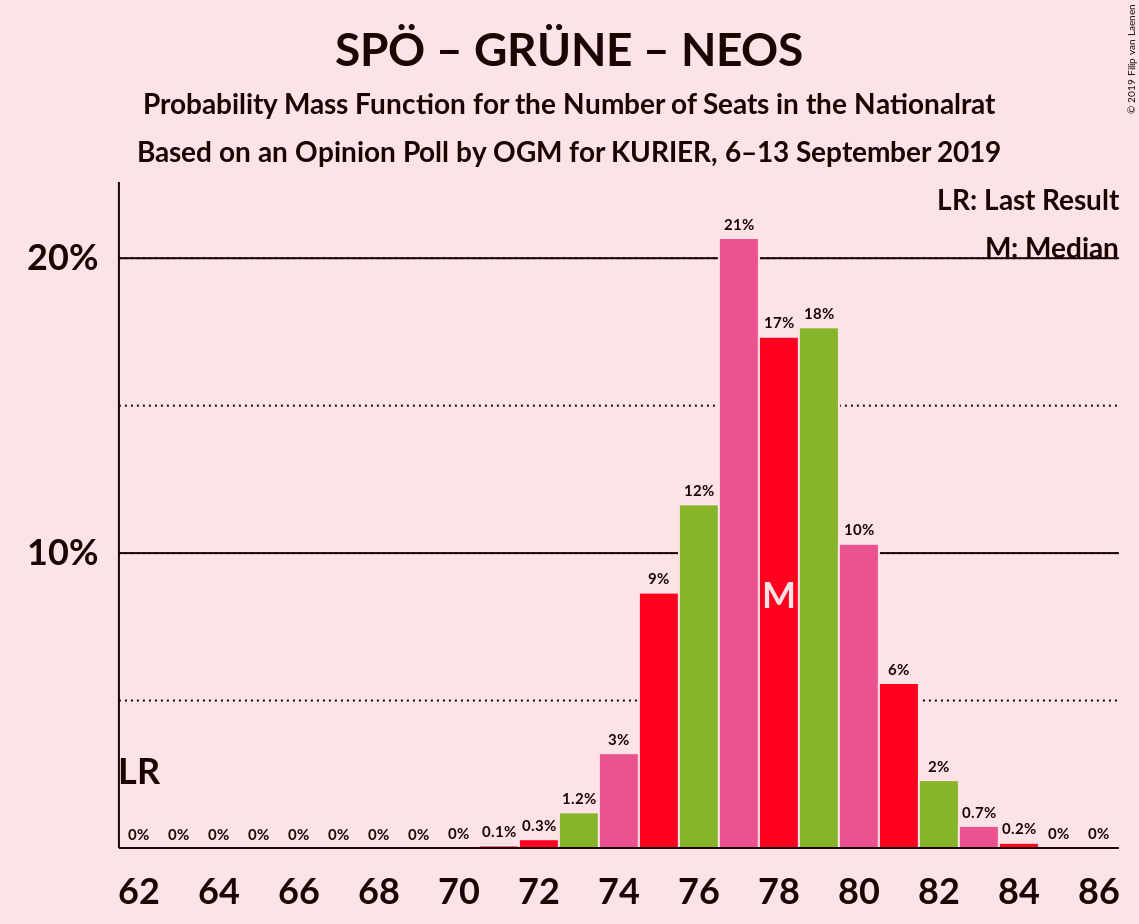 SPÖ – GRÜNE – NEOS
Probability Mass Function for the Number of Seats in the Nationalrat
Based on an Opinion Poll by OGM for KURIER, 6–13 September 2019
© 2019 Filip van Laenen
LR: Last Result
M: Median
20%
10%
21%
18%
17%
12%
10%
9%
M
6%
3%
2%
LR
1.2%
0.7%
0% 0% 0% 0% 0% 0% 0% 0% 0% 0.1% 0.3% 0.2% 0% 0%
62 64 66 68 70 72 74 76 78 80 82 84 86